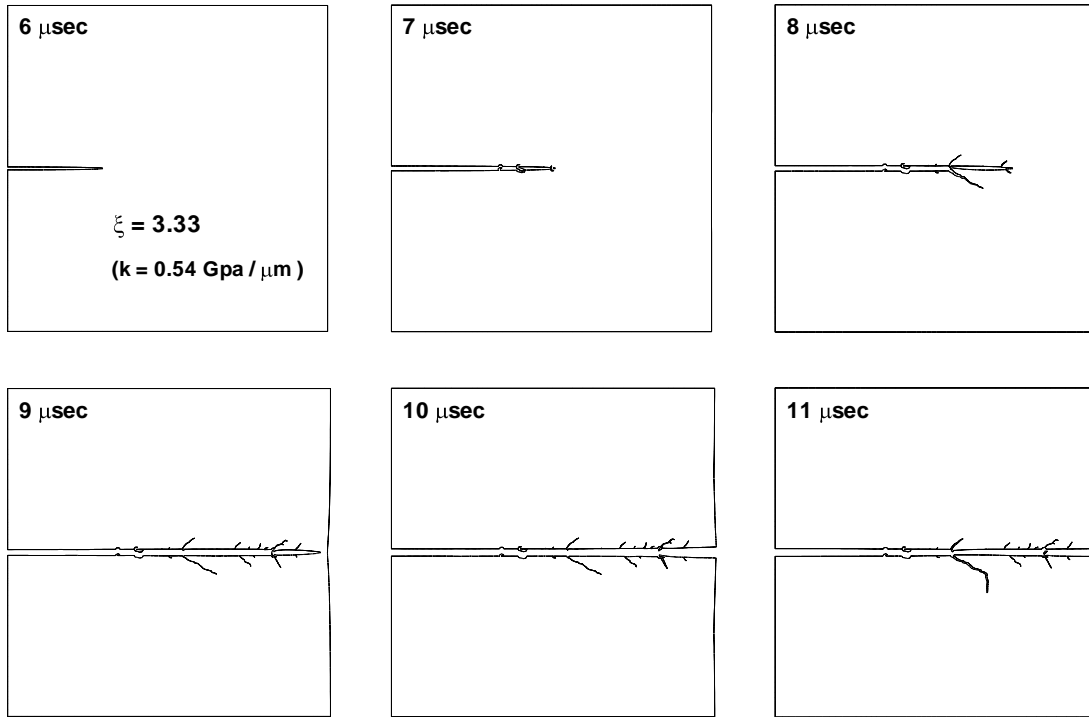 6 μsec
7 μsec
8 μsec
ξ = 3.33
(k = 0.54 Gpa / μm )
9 μsec
10 μsec
11 μsec